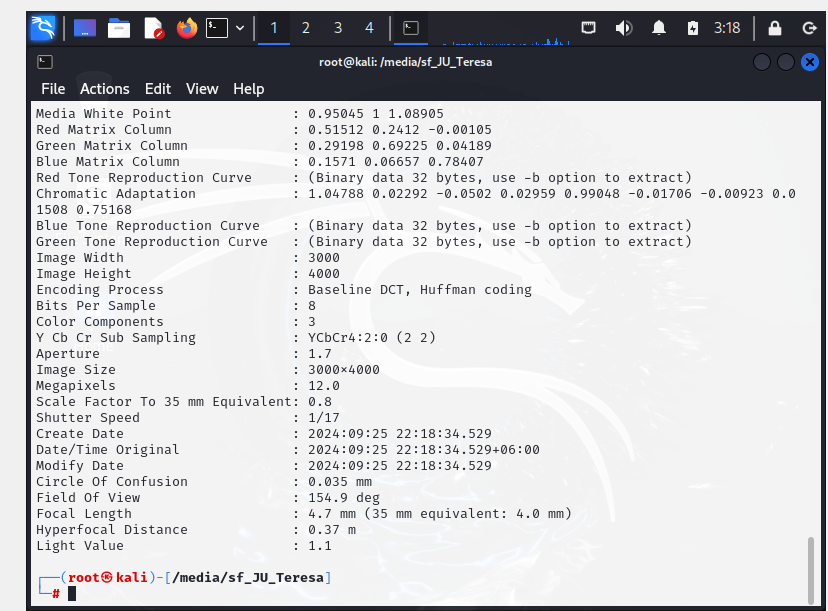 1 2 3 4 3:18
root@kali: /media/sf_JU_Teresa
File Actions Edit View Help
Media White Point : 0.95045 1 1.08905
Red Matrix Column : 0.51512 0.2412 -0.00105
Green Matrix Column : 0.29198 0.69225 0.04189
Blue Matrix Column : 0.1571 0.06657 0.78407
Red Tone Reproduction Curve : (Binary data 32 bytes, use -b option to extract)
Chromatic Adaptation : 1.04788 0.02292 -0.0502 0.02959 0.99048 -0.01706 -0.00923 0.0
1508 0.75168
Blue Tone Reproduction Curve : (Binary data 32 bytes, use -b option to extract)
Green Tone Reproduction Curve : (Binary data 32 bytes, use -b option to extract)
Image Width : 3000
Image Height : 4000
Encoding Process : Baseline DCT, Huffman coding
Bits Per Sample : 8
Color Components : 3
Y Cb Cr Sub Sampling : YCbCr4:2:0 (2 2)
Aperture : 1.7
Image Size : 3000×4000
Megapixels : 12.0
Scale Factor To 35 mm Equivalent: 0.8
Shutter Speed : 1/17
Create Date : 2024:09:25 22:18:34.529
Date/Time Original : 2024:09:25 22:18:34.529+06:00
Modify Date : 2024:09:25 22:18:34.529
Circle Of Confusion : 0.035 mm
Field Of View : 154.9 deg
Focal Length : 4.7 mm (35 mm equivalent: 4.0 mm)
Hyperfocal Distance : 0.37 m
Light Value : 1.1
┌──(root㉿kali)-[/media/sf_JU_Teresa]
└─#